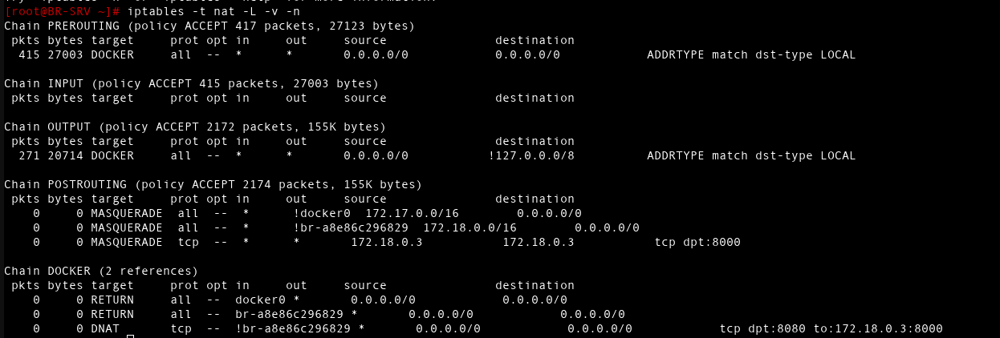 [root@BR-SRV ~]# iptables -t nat -L -v -n
Chain PREROUTING (policy ACCEPT 417 packets, 27123 bytes)
 pkts bytes target     prot opt in     out     source               destination
  415 27003 DOCKER     all  --  *      *       0.0.0.0/0            0.0.0.0/0            ADDRTYPE match dst-type LOCAL

Chain INPUT (policy ACCEPT 415 packets, 27003 bytes)
 pkts bytes target     prot opt in     out     source               destination

Chain OUTPUT (policy ACCEPT 2172 packets, 155K bytes)
 pkts bytes target     prot opt in     out     source               destination
  271 20714 DOCKER     all  --  *      *       0.0.0.0/0           !127.0.0.0/8          ADDRTYPE match dst-type LOCAL

Chain POSTROUTING (policy ACCEPT 2174 packets, 155K bytes)
 pkts bytes target     prot opt in     out     source               destination
    0     0 MASQUERADE  all  --  *      !docker0  172.17.0.0/16        0.0.0.0/0
    0     0 MASQUERADE  all  --  *      !br-a8e86c296829  172.18.0.0/16        0.0.0.0/0
    0     0 MASQUERADE  tcp  --  *      *       172.18.0.3           172.18.0.3           tcp dpt:8000

Chain DOCKER (2 references)
 pkts bytes target     prot opt in     out     source               destination
    0     0 RETURN     all  --  docker0 *       0.0.0.0/0            0.0.0.0/0
    0     0 RETURN     all  --  br-a8e86c296829 *       0.0.0.0/0            0.0.0.0/0
    0     0 DNAT       tcp  --  !br-a8e86c296829 *       0.0.0.0/0            0.0.0.0/0            tcp dpt:8080 to:172.18.0.3:8000